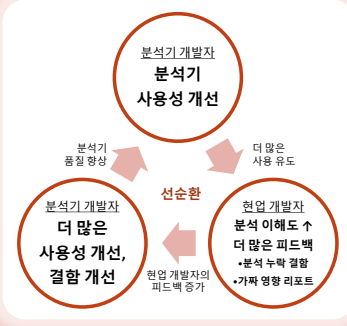 분석기 개발자
분석기
사용성 개선
분석기
품질 향상
더 많은
사용 유도
선순환
분석기 개발자
더 많은
사용성 개선,
결함 개선
현업 개발자의
피드백 증가
현업 개발자
분석 이해도 ↑
더 많은 피드백
•분석 누락 결함
•가짜 영향 리포트